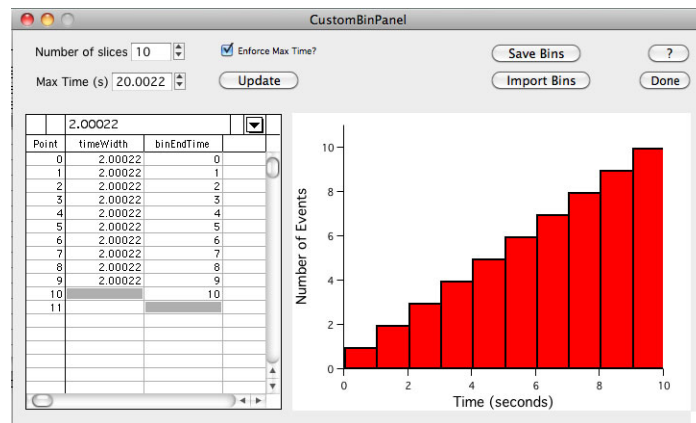 CustomBinPanel
Number of slices 10
Enforce Max Time?
Save Bins
?
Max Time (s) 20.0022
Update
Import Bins
Done
2.00022
Point timeWidth binEndTime
0 2.00022 0
1 2.00022 1
2 2.00022 2
3 2.00022 3
4 2.00022 4
5 2.00022 5
6 2.00022 6
7 2.00022 7
8 2.00022 8
9 2.00022 9
10 10
11
Number of Events
10
8
6
4
2
0
0 2 4 6 8 10
Time (seconds)